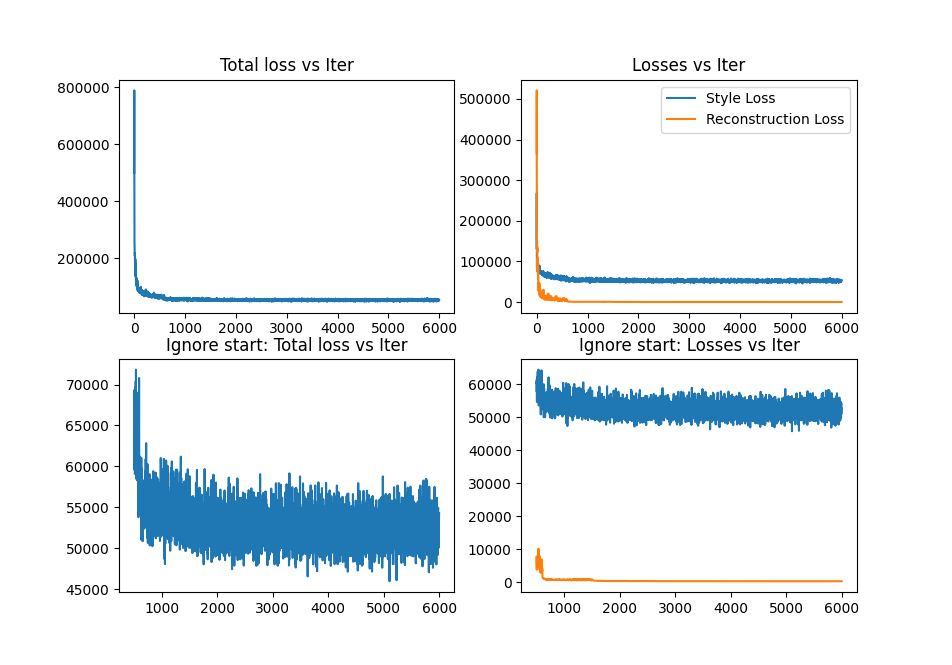 Total loss vs Iter
800000
600000
400000
200000
0 1000 2000 3000 4000 5000 6000
Losses vs Iter
Style Loss
Reconstruction Loss
500000
400000
300000
200000
100000
0
0 1000 2000 3000 4000 5000 6000
Ignore start: Total loss vs Iter
70000
65000
60000
55000
50000
45000
1000 2000 3000 4000 5000 6000
Ignore start: Losses vs Iter
60000
50000
40000
30000
20000
10000
0
1000 2000 3000 4000 5000 6000